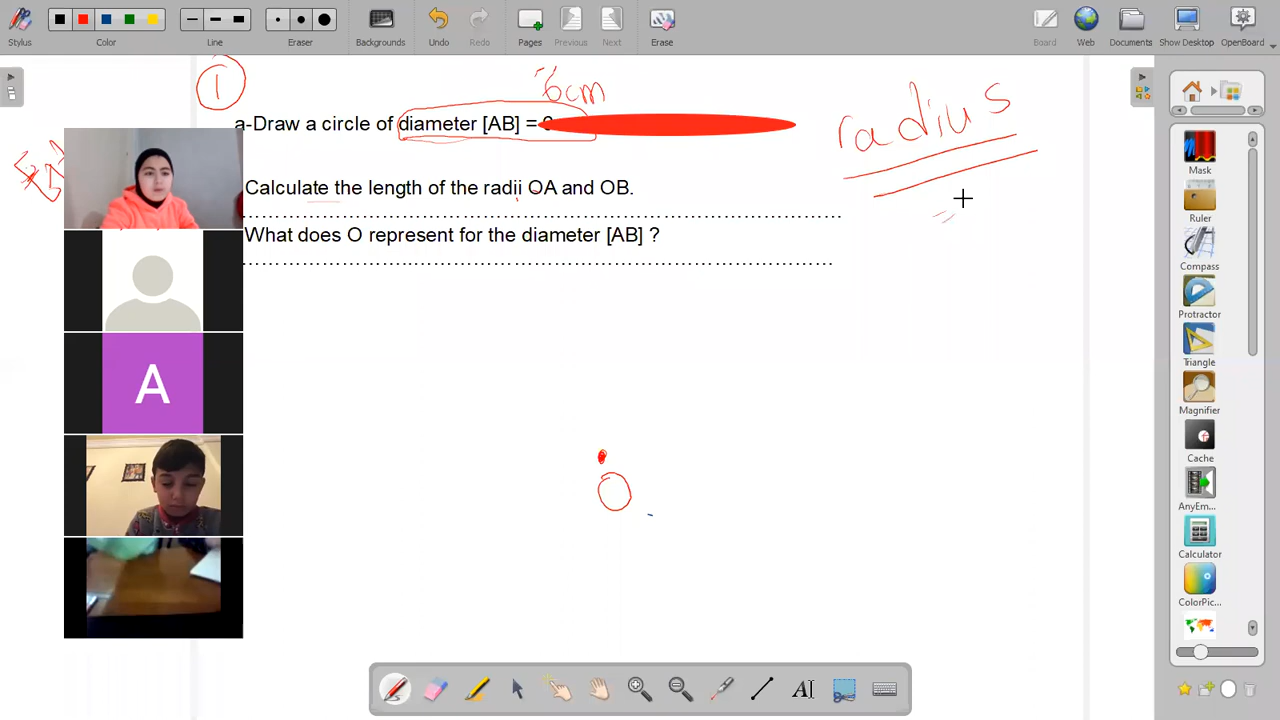 Stylus
Color
Line
Eraser
Backgrounds
Undo
Redo
Pages
Previous
Next
Erase
Board
Web
Documents
Show Desktop
OpenBoard
1
6cm
radius
a-Draw a circle of diameter [AB] =
Calculate the length of the radii OA and OB.
What does O represent for the diameter [AB] ?
=
A
O
Mask
Ruler
Compass
Protractor
Triangle
Magnifier
Cache
AnyEm...
Calculator
ColorPic...